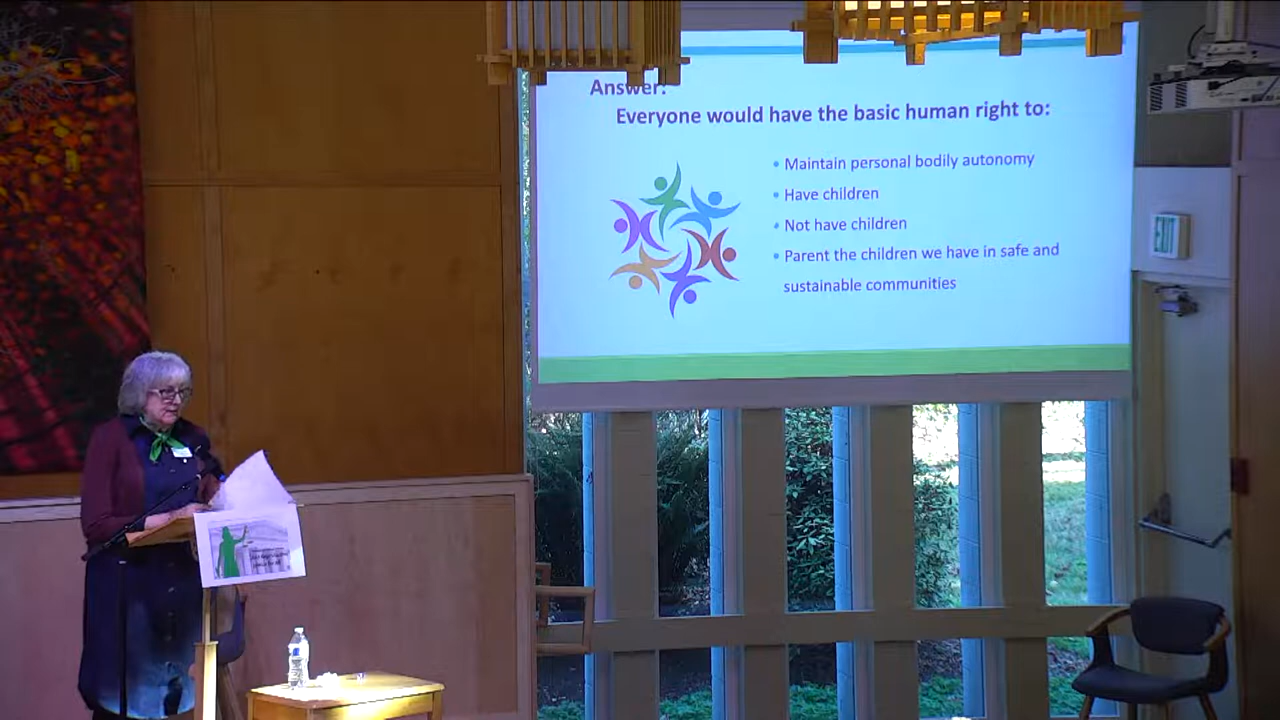 Answer:
Everyone would have the basic human right to:
• Maintain personal bodily autonomy
• Have children
• Not have children
• Parent the children we have in safe and
sustainable communities